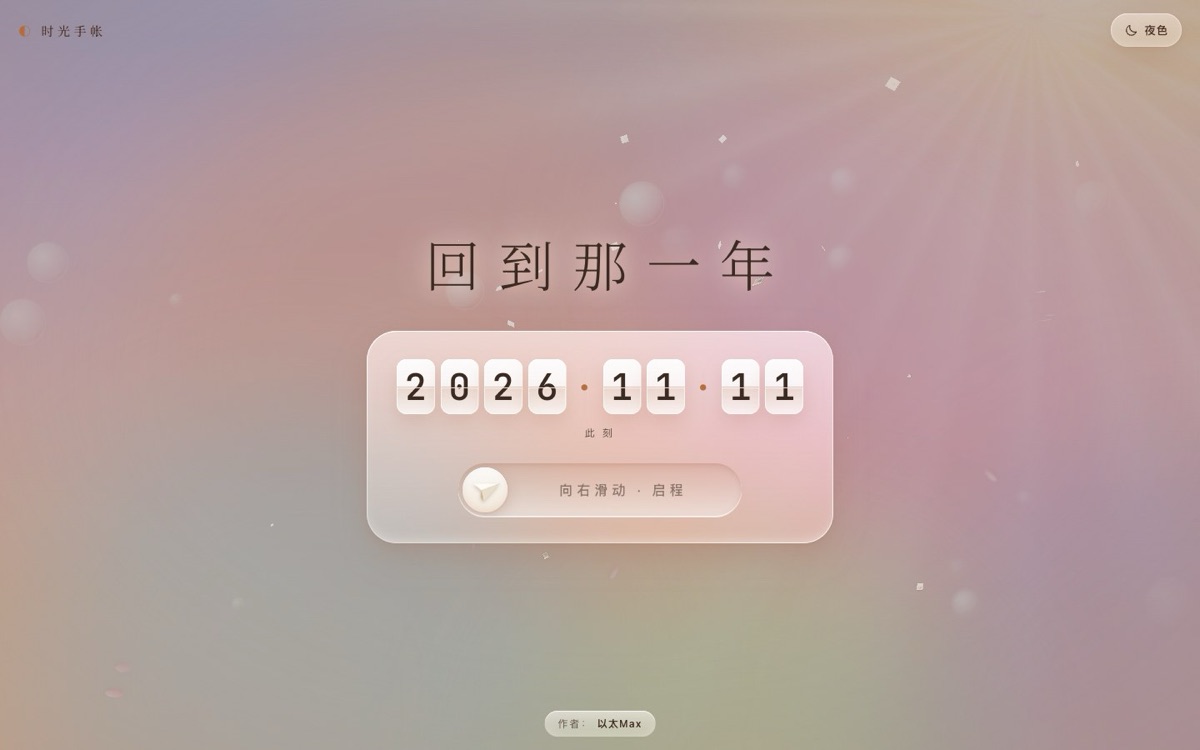 时光手帐
夜色
回到那一年
2026·11·11
此刻
向右滑动 · 启程
作者： 以太Max